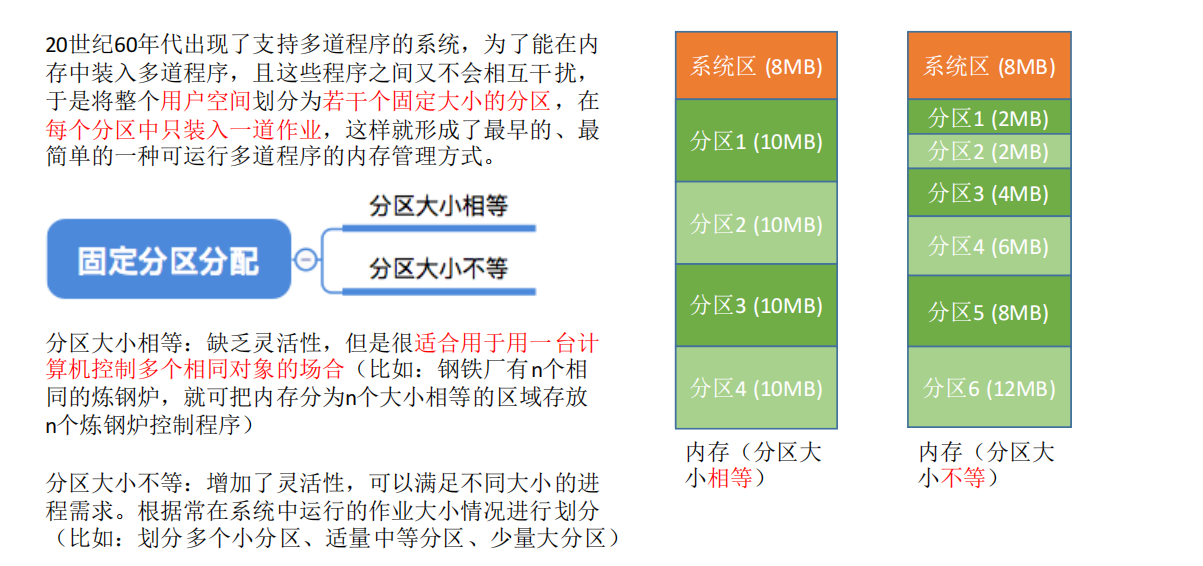 20世纪60年代出现了支持多道程序的系统，为了能在内
存中装入多道程序，且这些程序之间又不会相互干扰，
于是将整个用户空间划分为若干个固定大小的分区，在
每个分区中只装入一道作业，这样就形成了最早的、最
简单的一种可运行多道程序的内存管理方式。
固定分区分配
分区大小相等
分区大小不等
分区大小相等：缺乏灵活性，但是很适合用于用一台计
算机控制多个相同对象的场合（比如：钢铁厂有n个相
同的炼钢炉，就可把内存分为n个大小相等的区域存放
n个炼钢炉控制程序）
分区大小不等：增加了灵活性，可以满足不同大小的进
程需求。根据常在系统中运行的作业大小情况进行划分
（比如：划分多个小分区、适量中等分区、少量大分区）
系统区 (8MB)
分区1 (10MB)
分区2 (10MB)
分区3 (10MB)
分区4 (10MB)
内存（分区大
小相等）
系统区 (8MB)
分区1 (2MB)
分区2 (2MB)
分区3 (4MB)
分区4 (6MB)
分区5 (8MB)
分区6 (12MB)
内存（分区大
小不等）